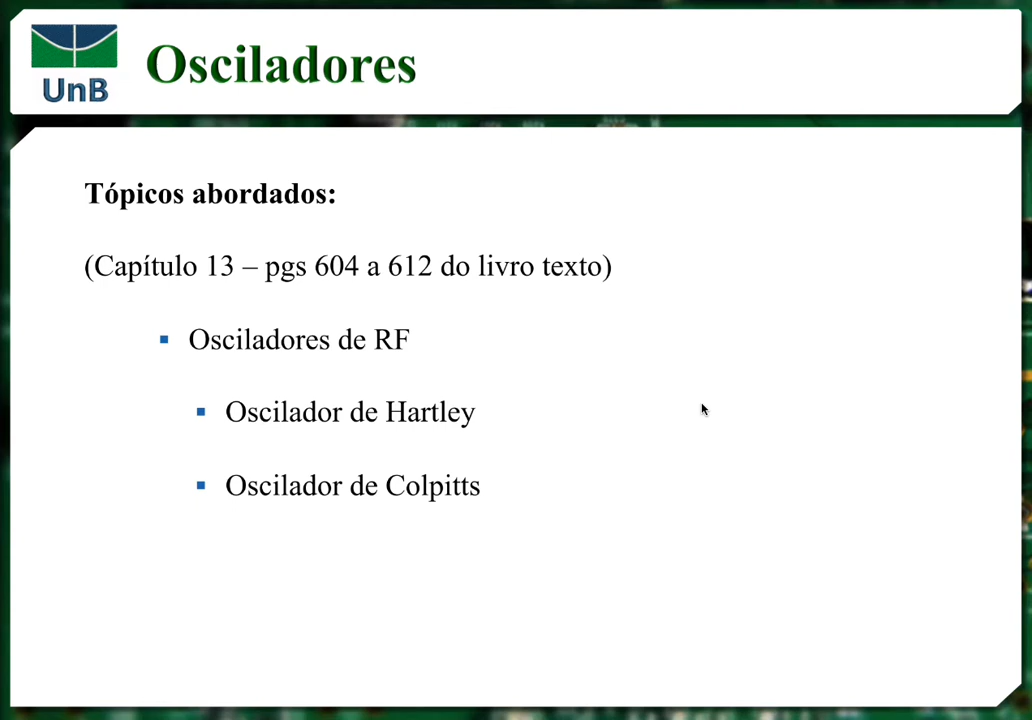 UnB
Osciladores
Tópicos abordados:
(Capítulo 13 – pgs 604 a 612 do livro texto)
Osciladores de RF
Oscilador de Hartley
Oscilador de Colpitts